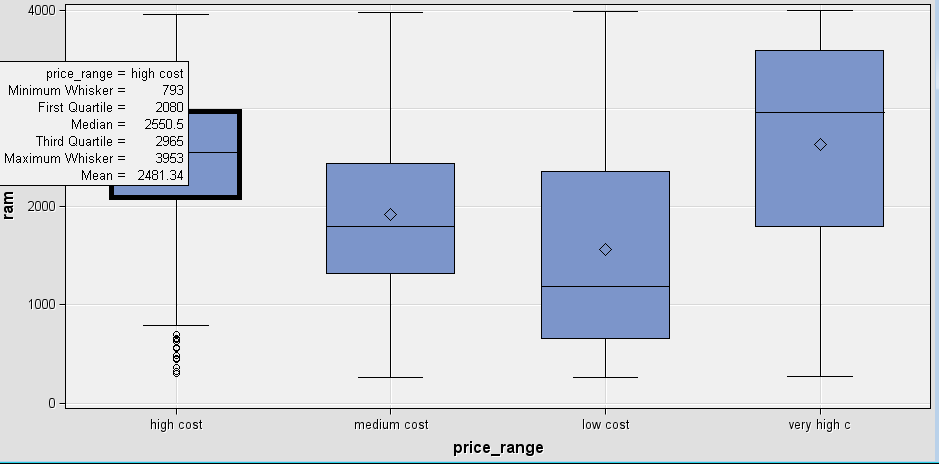 4000
price_range = high cost
Minimum Whisker = 793
First Quartile = 2080
Median = 2550.5
Third Quartile = 2965
Maximum Whisker = 3953
Mean = 2481.34
ram
2000
1000
0
high cost medium cost low cost very high c
price_range